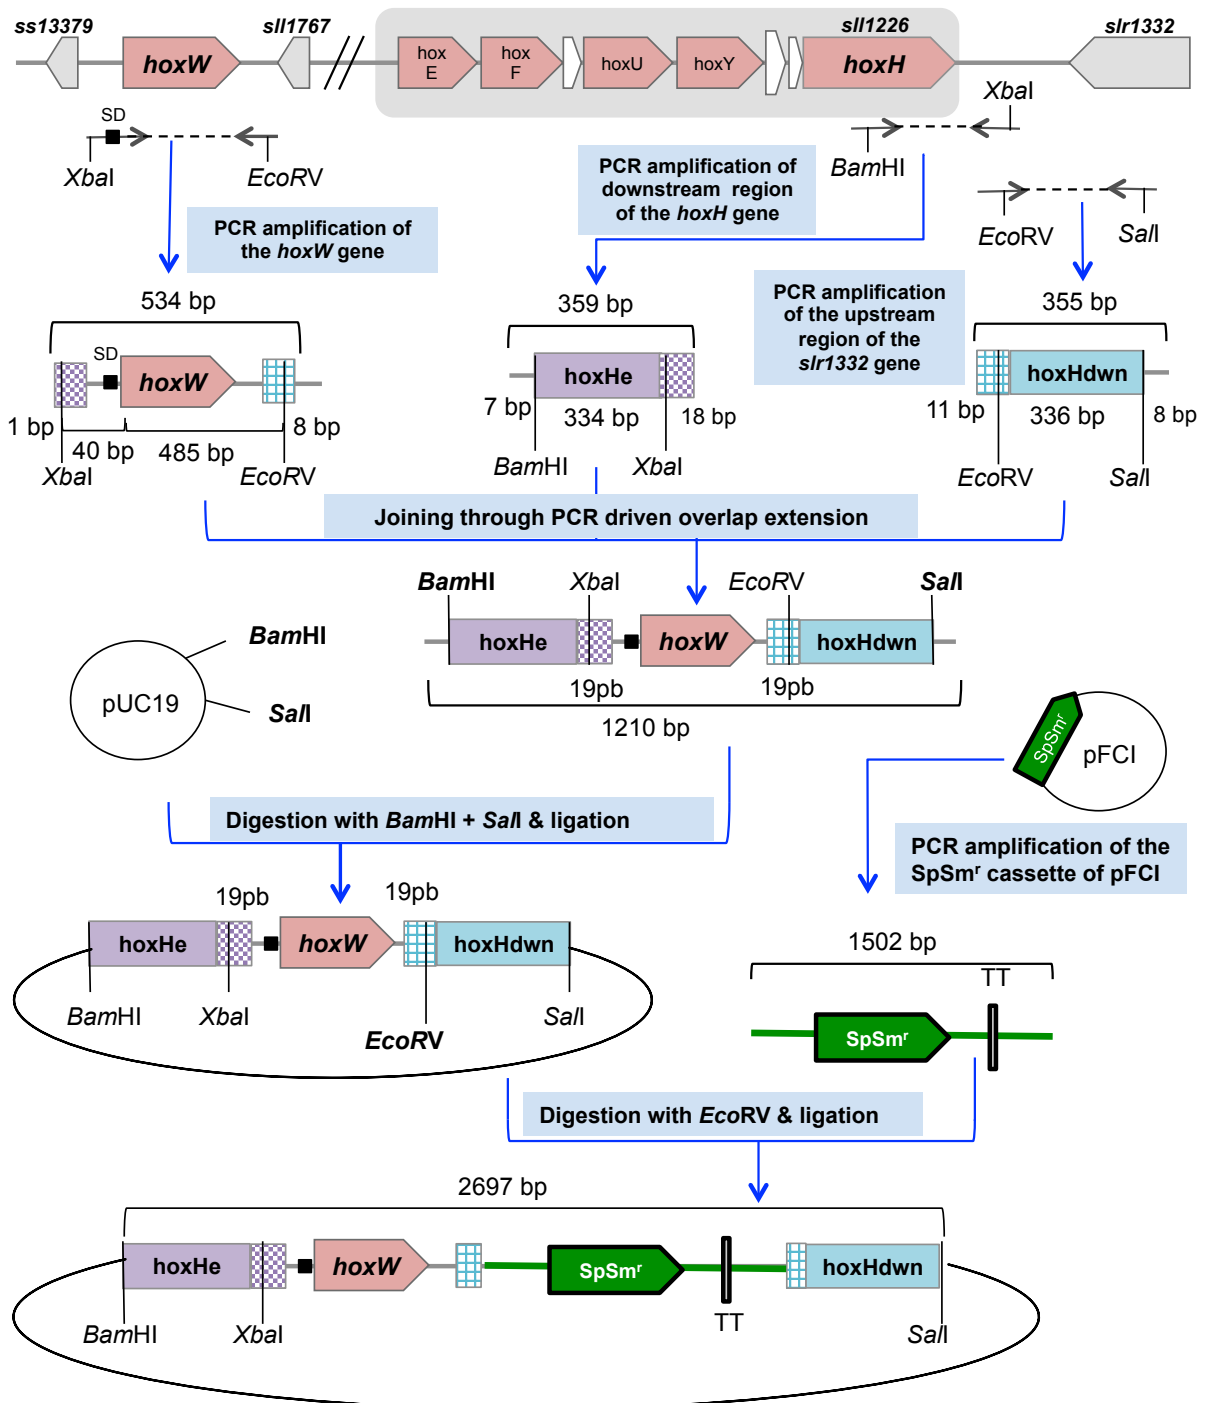 ss13379
sll1767
sll1226
slr1332
hoxW
hox
E
hox
F
hoxU
hoxY
hoxH
XbaI
SD
XbaI
EcoRV
BamHI
EcoRV
SalI
PCR amplification of
the hoxW gene
PCR amplification of
downstream region
of the hoxH gene
PCR amplification
of the upstream
region of the
slr1332 gene
534 bp
SD
hoxW
1 bp
40 bp
485 bp
8 bp
XbaI
EcoRV
359 bp
hoxHe
7 bp
334 bp
18 bp
BamHI
XbaI
355 bp
hoxHdwn
11 bp
336 bp
8 bp
EcoRV
SalI
Joining through PCR driven overlap extension
BamHI
XbaI
EcoRV
SalI
hoxHe
hoxW
hoxHdwn
19pb
19pb
1210 bp
pUC19
BamHI
SalI
SpSmr
pFCI
Digestion with BamHI + SalI & ligation
PCR amplification of the
SpSmr cassette of pFCI
19pb
19pb
hoxHe
hoxW
hoxHdwn
BamHI
XbaI
EcoRV
SalI
1502 bp
TT
SpSmr
Digestion with EcoRV & ligation
2697 bp
hoxHe
hoxW
SpSmr
hoxHdwn
BamHI
XbaI
TT
SalI